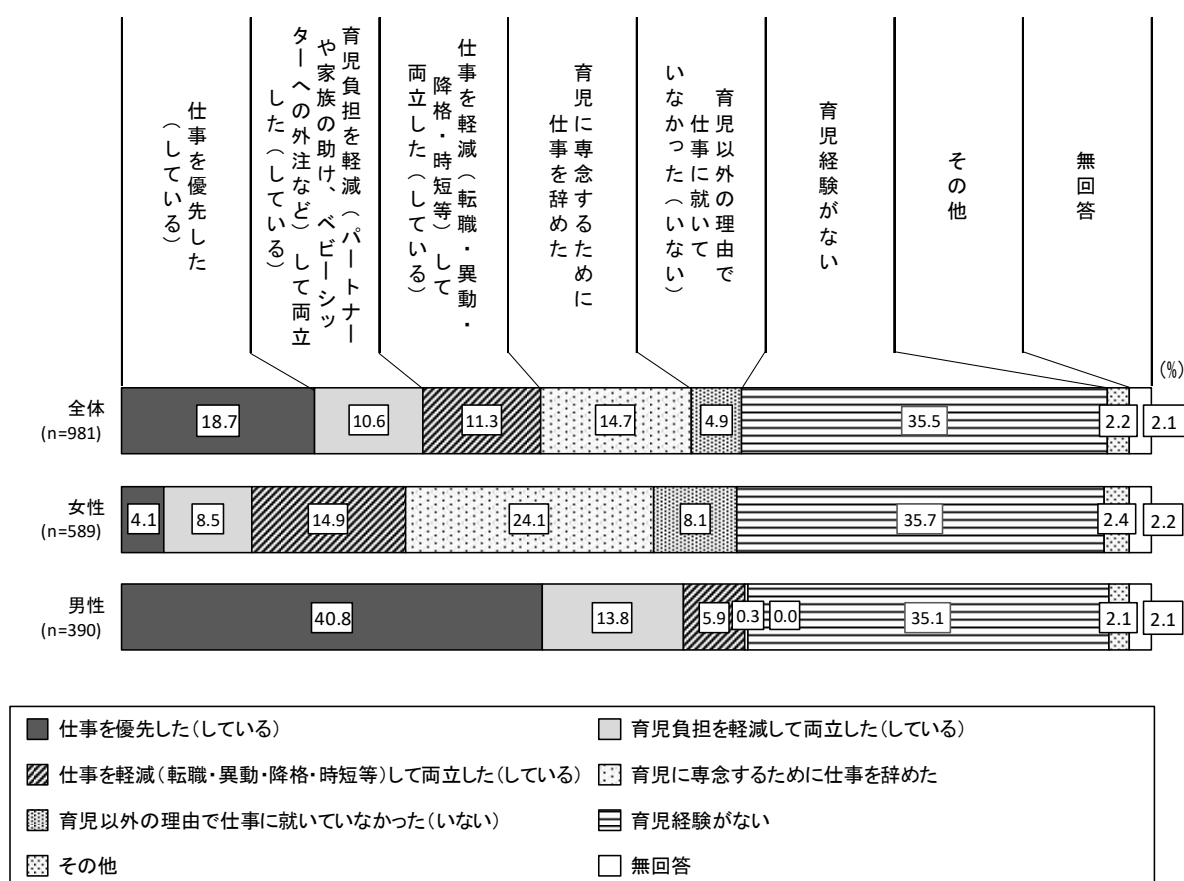 仕事を優先した
（している）
育児負担を軽減（パートナー
や家族の助け、ベビーシッ
ターへの外注など）して両立
した（している）
仕事を軽減（転職・異動・
降格・時短等）して
両立した（している）
育児に専念するために
仕事を辞めた
育児以外の理由で
仕事に就いて
いなかった（いない）
育児経験がない
その他
無回答
(%)
全体
(n=981)
18.7
10.6
11.3
14.7
4.9
35.5
2.2
2.1
女性
(n=589)
4.1
8.5
14.9
24.1
8.1
35.7
2.4
2.2
男性
(n=390)
40.8
13.8
5.9
0.3
0.0
35.1
2.1
2.1
仕事を優先した(している)
育児負担を軽減して両立した(している)
仕事を軽減(転職・異動・降格・時短等)して両立した(している)
育児に専念するために仕事を辞めた
育児以外の理由で仕事に就いていなかった(いない)
育児経験がない
その他
無回答